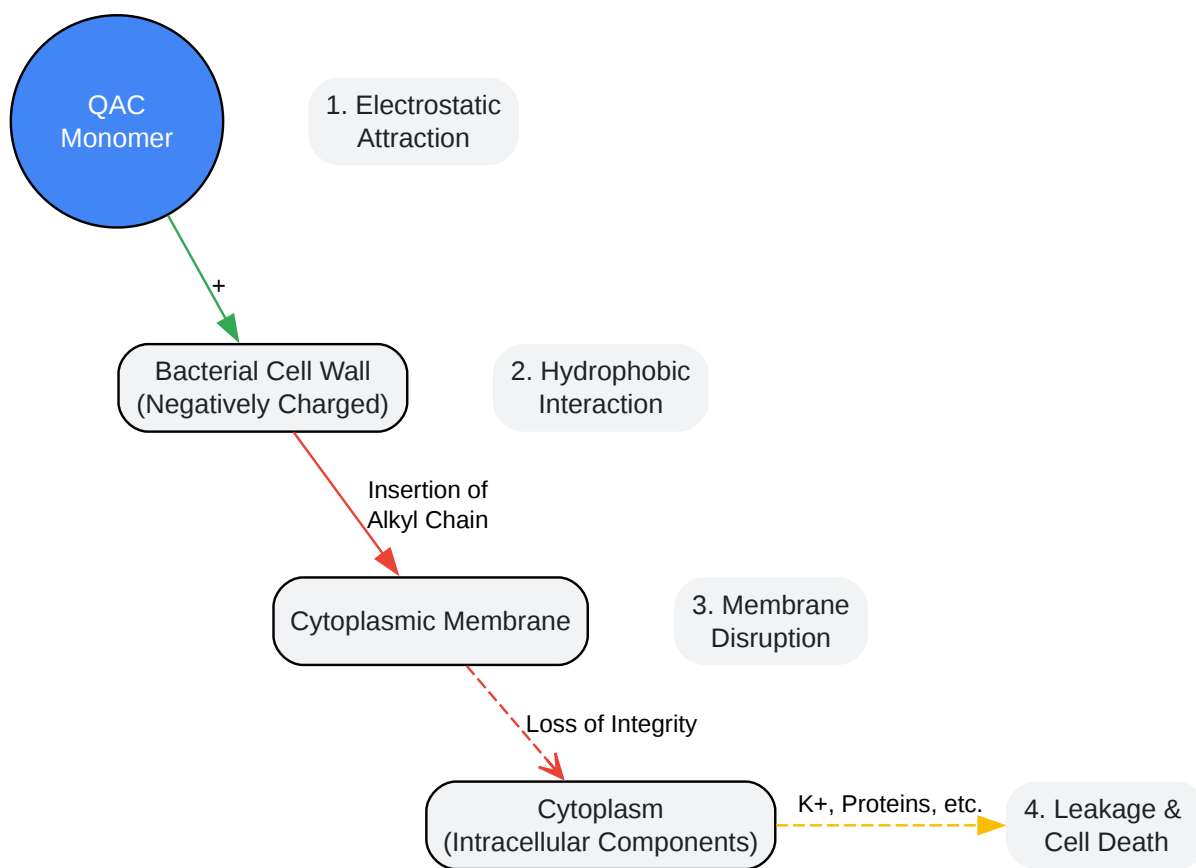 QAC
Monomer
1. Electrostatic
Attraction
+
Bacterial Cell Wall
(Negatively Charged)
2. Hydrophobic
Interaction
Insertion of
Alkyl Chain
Cytoplasmic Membrane
3. Membrane
Disruption
Loss of Integrity
Cytoplasm
(Intracellular Components)
K+, Proteins, etc.
4. Leakage &
Cell Death